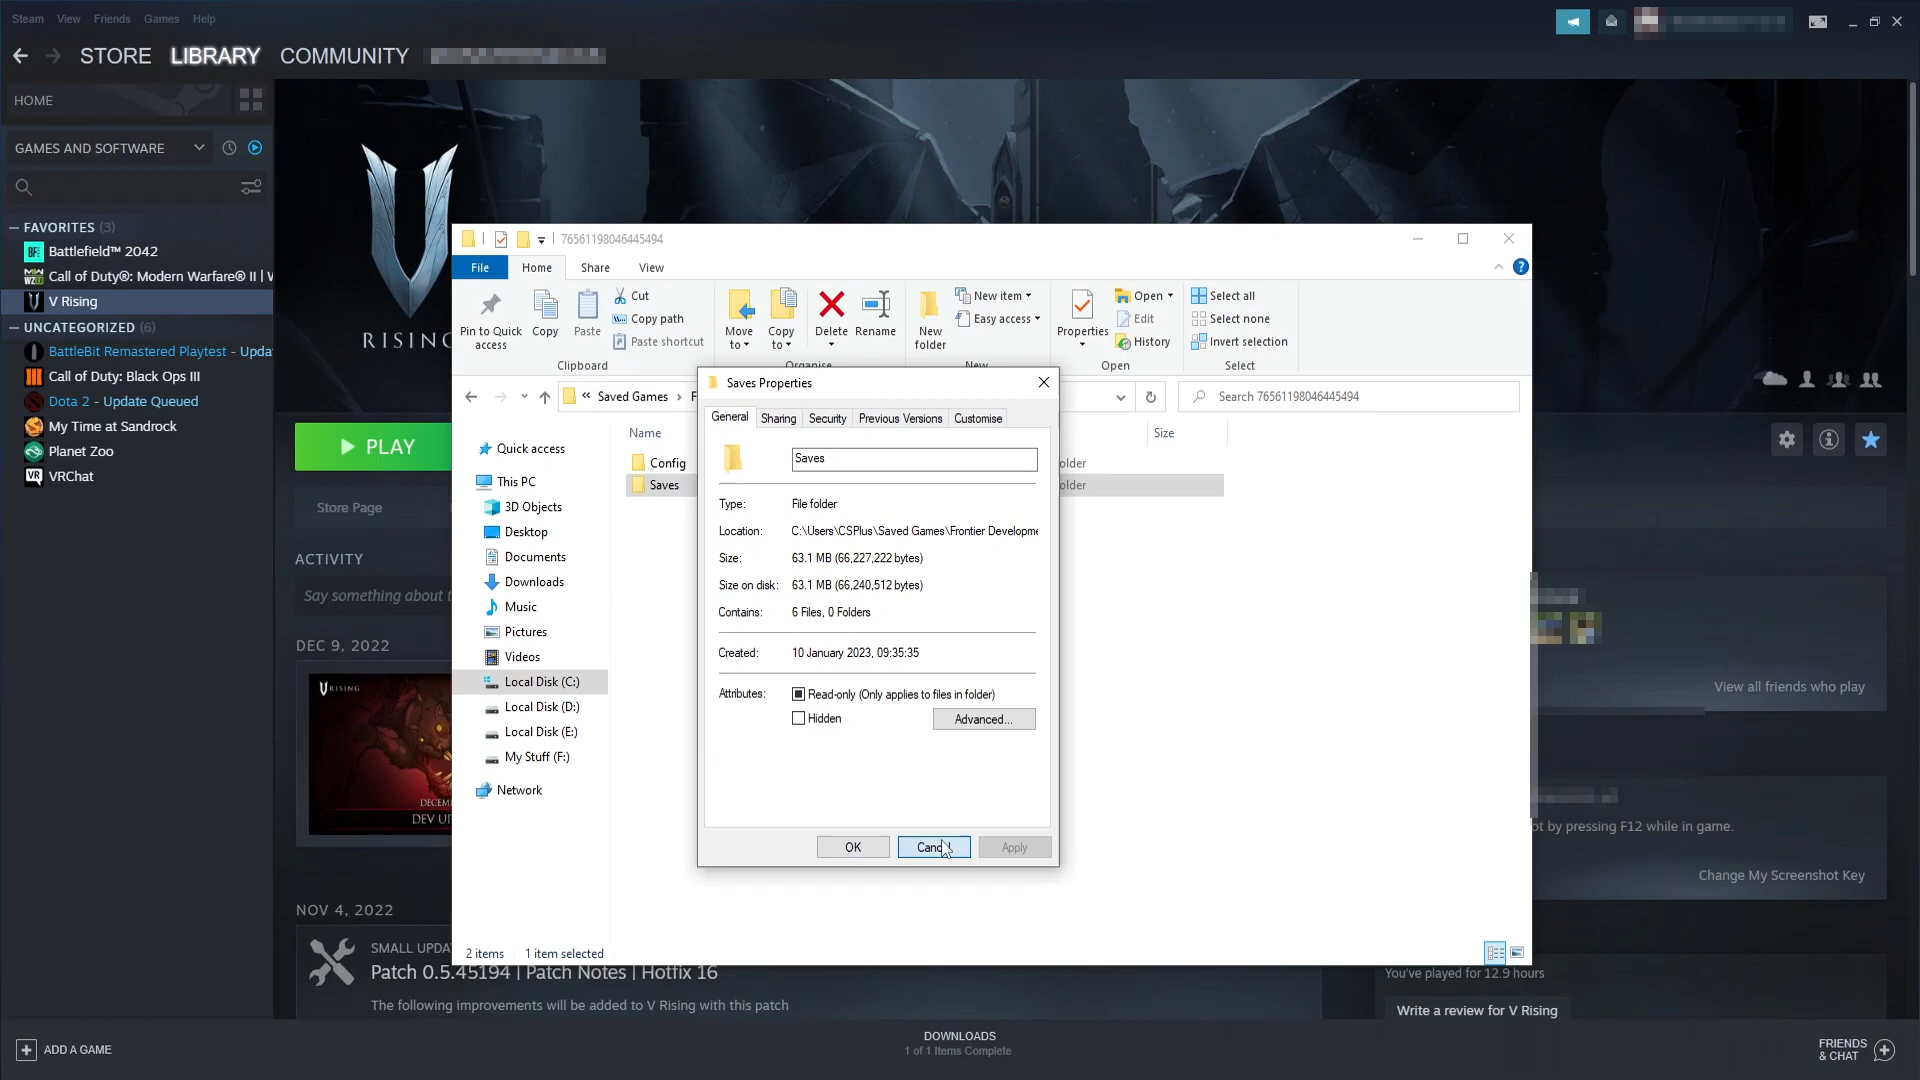 Steam View Friends Games Help
STORE LIBRARY COMMUNITY
HOME
GAMES AND SOFTWARE
FAVORITES (3)
Battlefield™ 2042
Call of Duty®: Modern Warfare® II |
V Rising
UNCATEGORIZED (6)
BattleBit Remastered Playtest - Upda
Call of Duty: Black Ops III
Dota 2 - Update Queued
My Time at Sandrock
Planet Zoo
VRChat
ADD A GAME
RISING
PLAY
Store Page
ACTIVITY
Say something about t
DEC 9, 2022
V RISING
DECEM
DEV UP
NOV 4, 2022
SMALL UPDA
Patch 0.5.45194 | Patch Notes | Hotfix 16
The following improvements will be added to V Rising with this patch
76561198046445494
File Home Share View
Pin to Quick access
Copy
Paste
Cut
Copy path
Paste shortcut
Clipboard
Move to
Copy to
Delete
Rename
Organise
New folder
New item
Easy access
New
Properties
Open
Edit
History
Open
Select all
Select none
Invert selection
Select
« Saved Games › F
Search 76561198046445494
Quick access
This PC
3D Objects
Desktop
Documents
Downloads
Music
Pictures
Videos
Local Disk (C:)
Local Disk (D:)
Local Disk (E:)
My Stuff (F:)
Network
Name
Size
Config
older
Saves
older
2 items 1 item selected
Saves Properties
General Sharing Security Previous Versions Customise
Saves
Type: File folder
Location: C:\Users\CSPlus\Saved Games\Frontier Developme
Size: 63.1 MB (66,227,222 bytes)
Size on disk: 63.1 MB (66,240,512 bytes)
Contains: 6 Files, 0 Folders
Created: 10 January 2023, 09:35:35
Attributes: Read-only (Only applies to files in folder)
Hidden
Advanced...
OK Cancel Apply
View all friends who play
ot by pressing F12 while in game.
Change My Screenshot Key
You've played for 12.9 hours
Write a review for V Rising
DOWNLOADS
1 of 1 Items Complete
FRIENDS
& CHAT